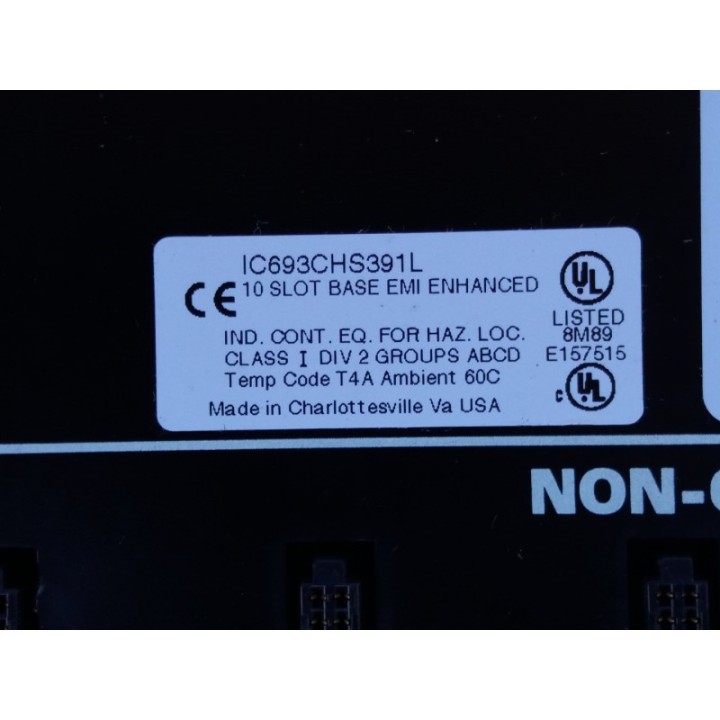 IC693CHS391L
CE 10 SLOT BASE EMI ENHANCED
IND. CONT. EQ. FOR HAZ. LOC.
CLASS I DIV 2 GROUPS ABCD
Temp Code T4A Ambient 60C
Made in Charlottesville Va USA
UL
LISTED
8M89
E157515
c UL
NON-